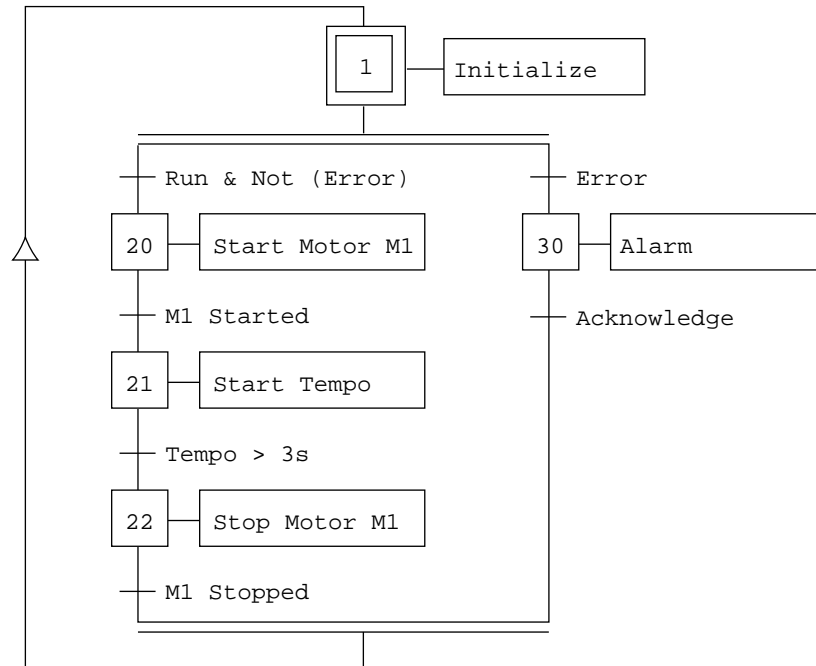 1
Initialize
Run & Not (Error)
Error
20
Start Motor M1
30
Alarm
M1 Started
Acknowledge
21
Start Tempo
Tempo > 3s
22
Stop Motor M1
M1 Stopped